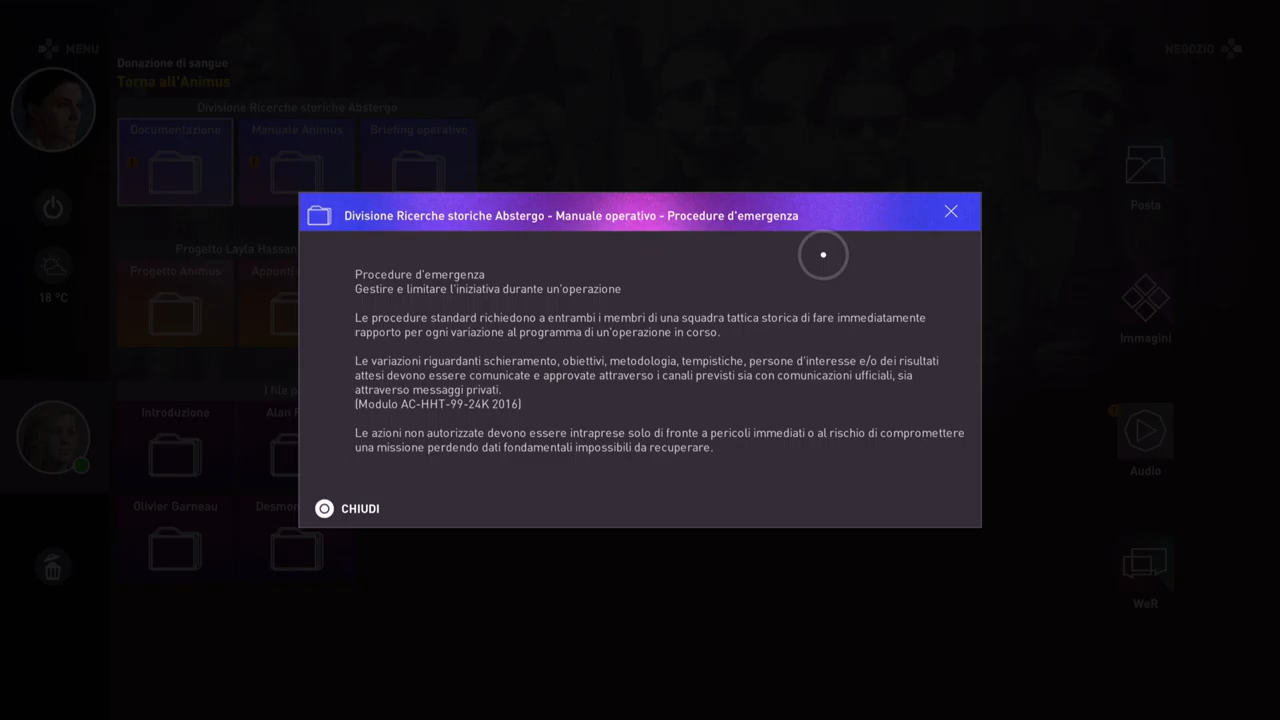 MENU
NEGOZIO
Donazione di sangue
Torna all'Animus
Divisione Ricerche storiche Abstergo
Documentazione
Manuale Animus
Briefing operativo
Posta
Divisione Ricerche storiche Abstergo - Manuale operativo - Procedure d'emergenza
Procedure d'emergenza
Gestire e limitare l'iniziativa durante un'operazione
Le procedure standard richiedono a entrambi i membri di una squadra tattica storica di fare immediatamente
rapporto per ogni variazione al programma di un'operazione in corso.
Le variazioni riguardanti schieramento, obiettivi, metodologia, tempistiche, persone d'interesse e/o dei risultati
attesi devono essere comunicate e approvate attraverso i canali previsti sia con comunicazioni ufficiali, sia
attraverso messaggi privati.
(Modulo AC-HHT-99-24K 2016)
Le azioni non autorizzate devono essere intraprese solo di fronte a pericoli immediati o al rischio di compromettere
una missione perdendo dati fondamentali impossibili da recuperare.
CHIUDI
Progetto Layla Hassan
Progetto Animus
Appunti
18 °C
Immagini
I file p
Introduzione
Alan
Audio
Olivier Garneau
Desmon
WeR